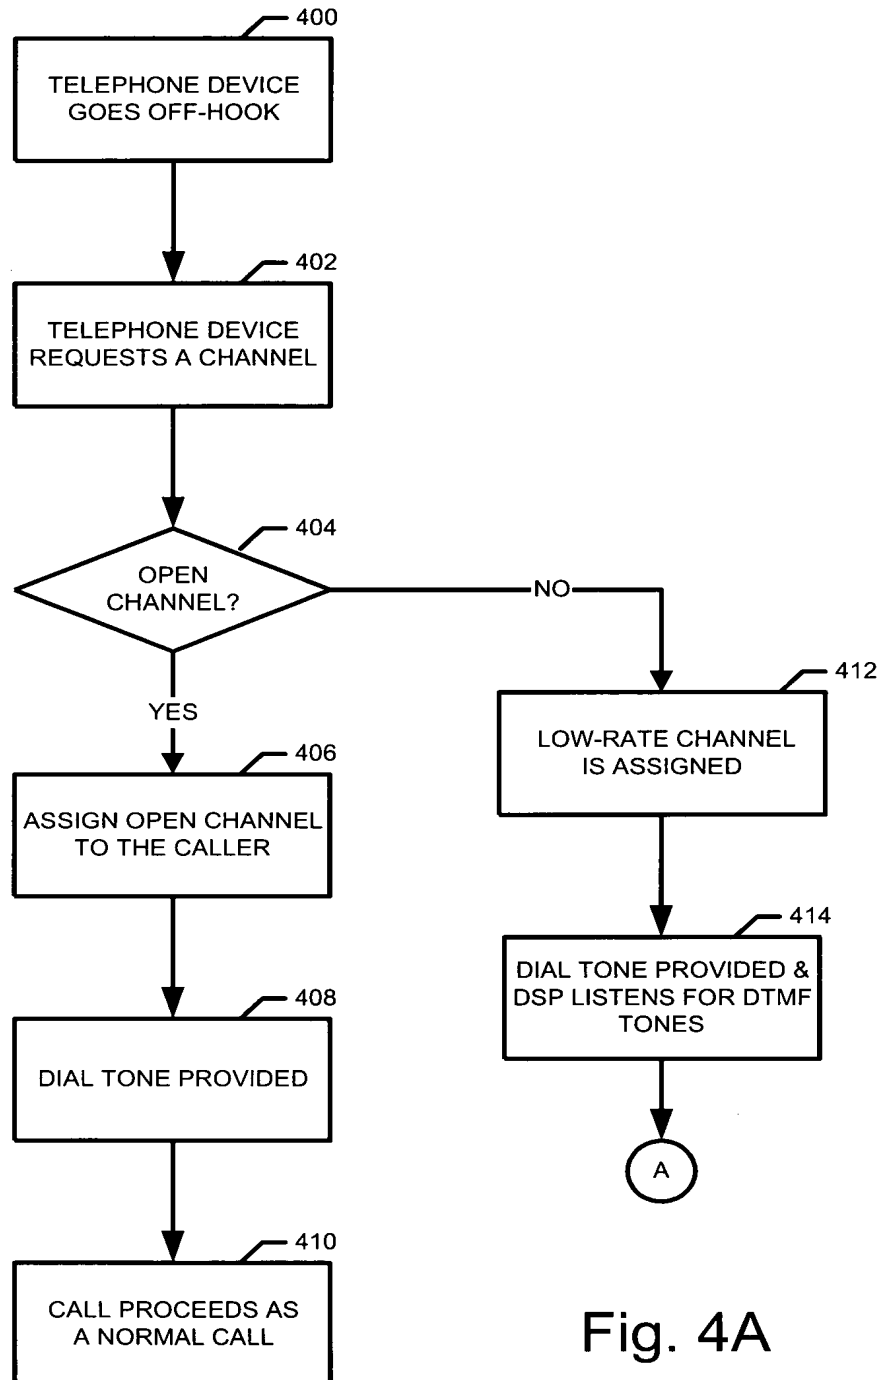 400
TELEPHONE DEVICE
GOES OFF-HOOK
402
TELEPHONE DEVICE
REQUESTS A CHANNEL
404
OPEN
CHANNEL?
NO
YES
406
ASSIGN OPEN CHANNEL
TO THE CALLER
408
DIAL TONE PROVIDED
410
CALL PROCEEDS AS
A NORMAL CALL
412
LOW-RATE CHANNEL
IS ASSIGNED
414
DIAL TONE PROVIDED &
DSP LISTENS FOR DTMF
TONES
A
Fig. 4A